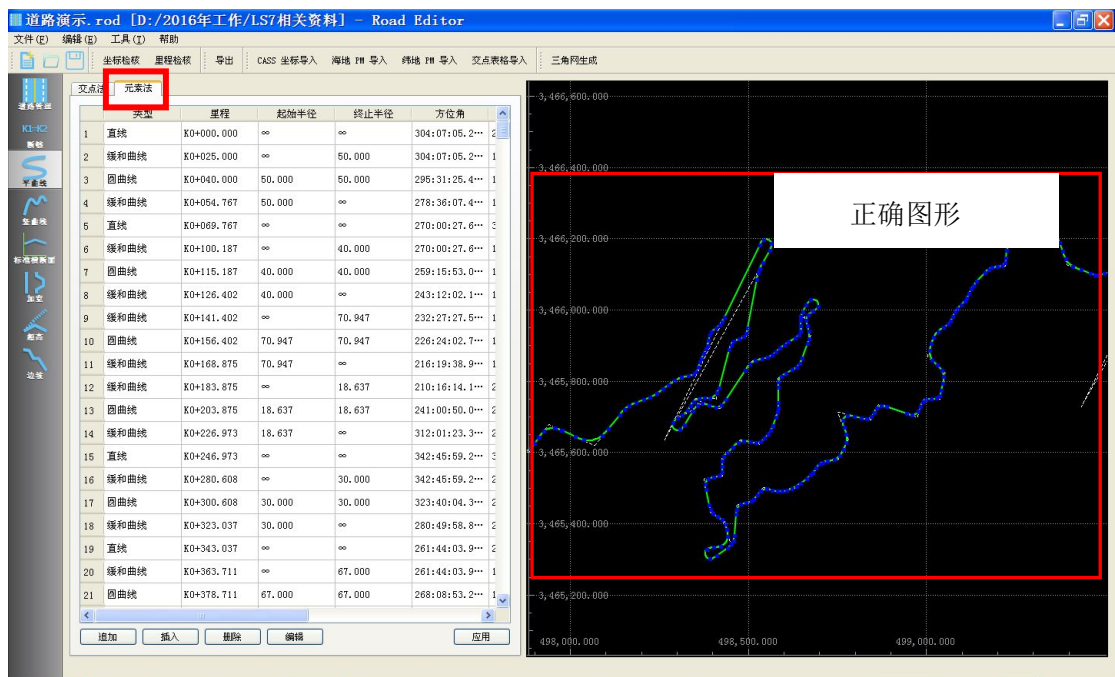 道路演示.rod [D:/2016年工作/LS7相关资料] - Road Editor
文件(F) 编辑(E) 工具(I) 帮助
坐标检核 里程检核 导出 CASS 坐标导入 海地 PM 导入 纬地 PM 导入 交点表格导入 三角网生成
K1=K2
断链
平曲线
竖曲线
标准横断面
加宽
超高
边坡
交点法 元素法
类型 里程 起始半径 终止半径 方位角
1 直线 K0+000.000 ∞ ∞ 304:07:05.2…
2 缓和曲线 K0+025.000 ∞ 50.000 304:07:05.2…
3 圆曲线 K0+040.000 50.000 50.000 295:31:25.4…
4 缓和曲线 K0+054.767 50.000 ∞ 278:36:07.4…
5 直线 K0+069.767 ∞ ∞ 270:00:27.6…
6 缓和曲线 K0+100.187 ∞ 40.000 270:00:27.6…
7 圆曲线 K0+115.187 40.000 40.000 259:15:53.0…
8 缓和曲线 K0+126.402 40.000 ∞ 243:12:02.1…
9 缓和曲线 K0+141.402 ∞ 70.947 232:27:27.5…
10 圆曲线 K0+156.402 70.947 70.947 226:24:02.7…
11 缓和曲线 K0+168.875 70.947 ∞ 216:19:38.9…
12 缓和曲线 K0+183.875 ∞ 18.637 210:16:14.1…
13 圆曲线 K0+203.875 18.637 18.637 241:00:50.0…
14 缓和曲线 K0+226.973 18.637 ∞ 312:01:23.3…
15 直线 K0+246.973 ∞ ∞ 342:45:59.2…
16 缓和曲线 K0+280.608 ∞ 30.000 342:45:59.2…
17 圆曲线 K0+300.608 30.000 30.000 323:40:04.3…
18 缓和曲线 K0+323.037 30.000 ∞ 280:49:58.8…
19 直线 K0+343.037 ∞ ∞ 261:44:03.9…
20 缓和曲线 K0+363.711 ∞ 67.000 261:44:03.9…
21 圆曲线 K0+378.711 67.000 67.000 268:08:53.2…
追加 插入 删除 编辑 应用
3,466,600.000
3,466,400.000
正确图形
3,466,200.000
3,466,000.000
3,465,800.000
3,465,600.000
3,465,400.000
3,465,200.000
498,000.000 498,500.000 499,000.000